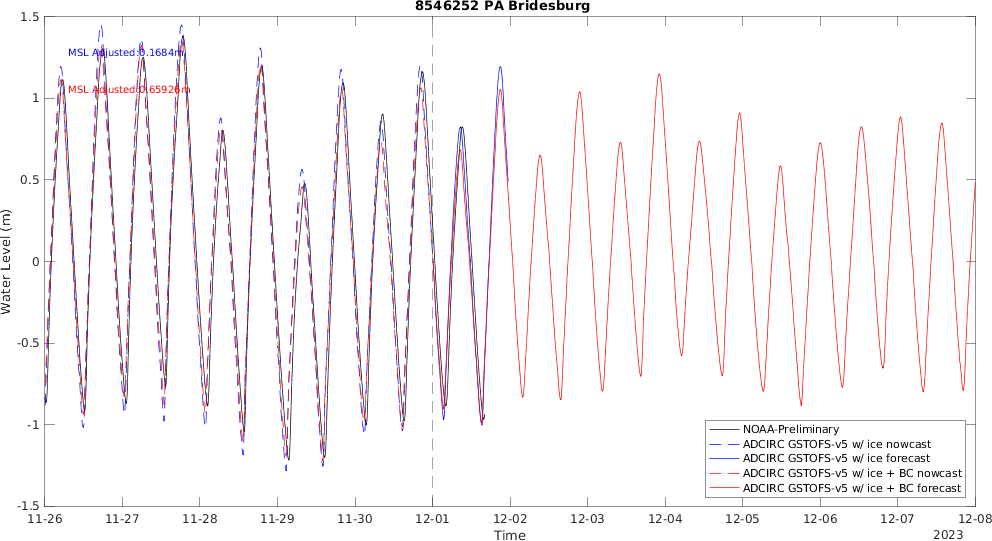 8546252 PA Bridesburg
1.5
1
0.5
0
-0.5
-1
-1.5
Water Level (m)
MSL Adjusted:0.1684m
MSL Adjusted:0.65926m
NOAA-Preliminary
ADCIRC GSTOFS-v5 w/ ice nowcast
ADCIRC GSTOFS-v5 w/ ice forecast
ADCIRC GSTOFS-v5 w/ ice + BC nowcast
ADCIRC GSTOFS-v5 w/ ice + BC forecast
11-26 11-27 11-28 11-29 11-30 12-01 12-02 12-03 12-04 12-05 12-06 12-07 12-08
Time
2023